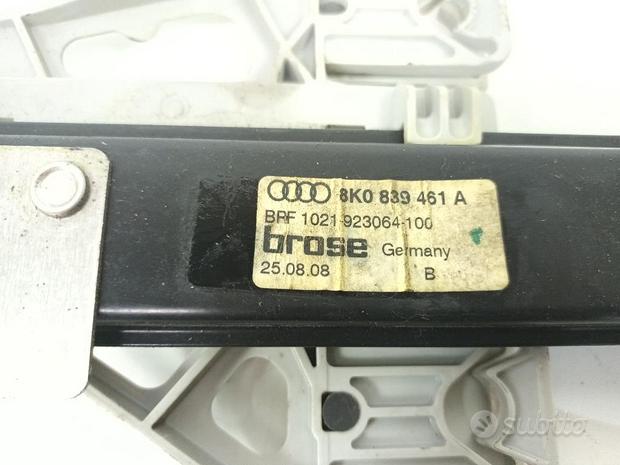 8K0 839 461 A
BRF 1021-923064-100
brose Germany
25.08.08 B
subito